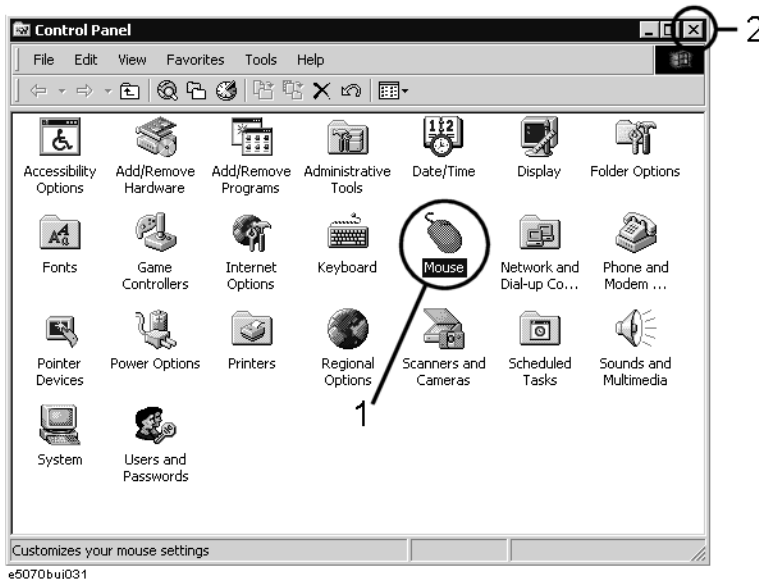 Control Panel
2
File Edit View Favorites Tools Help
Accessibility Options
Add/Remove Hardware
Add/Remove Programs
Administrative Tools
Date/Time
Display
Folder Options
Fonts
Game Controllers
Internet Options
Keyboard
Mouse
Network and Dial-up Co...
Phone and Modem ...
Pointer Devices
Power Options
Printers
Regional Options
Scanners and Cameras
Scheduled Tasks
Sounds and Multimedia
1
System
Users and Passwords
Customizes your mouse settings
e5070bui031